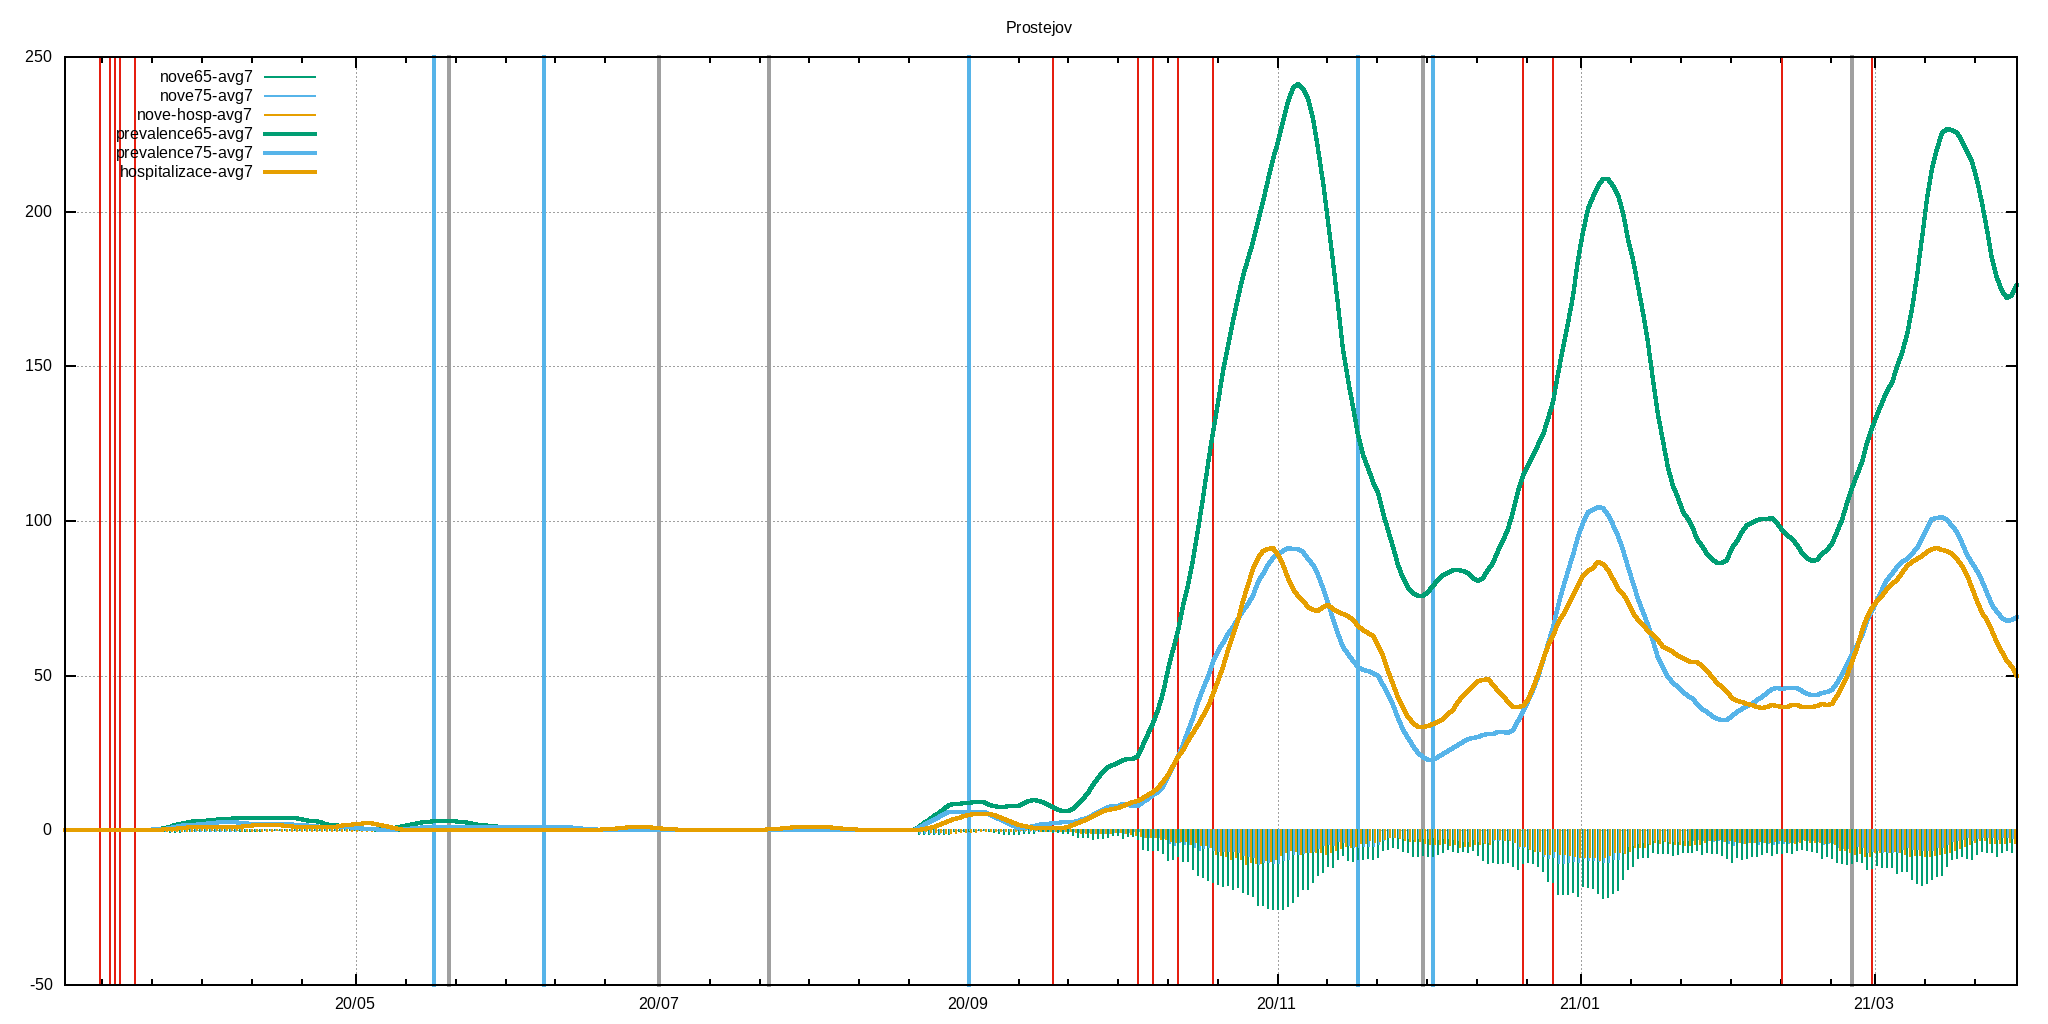 Prostejov
250
nove65-avg7
nove75-avg7
nove-hosp-avg7
prevalence65-avg7
prevalence75-avg7
hospitalizace-avg7
200
150
100
50
0
-50
20/05 20/07 20/09 20/11 21/01 21/03